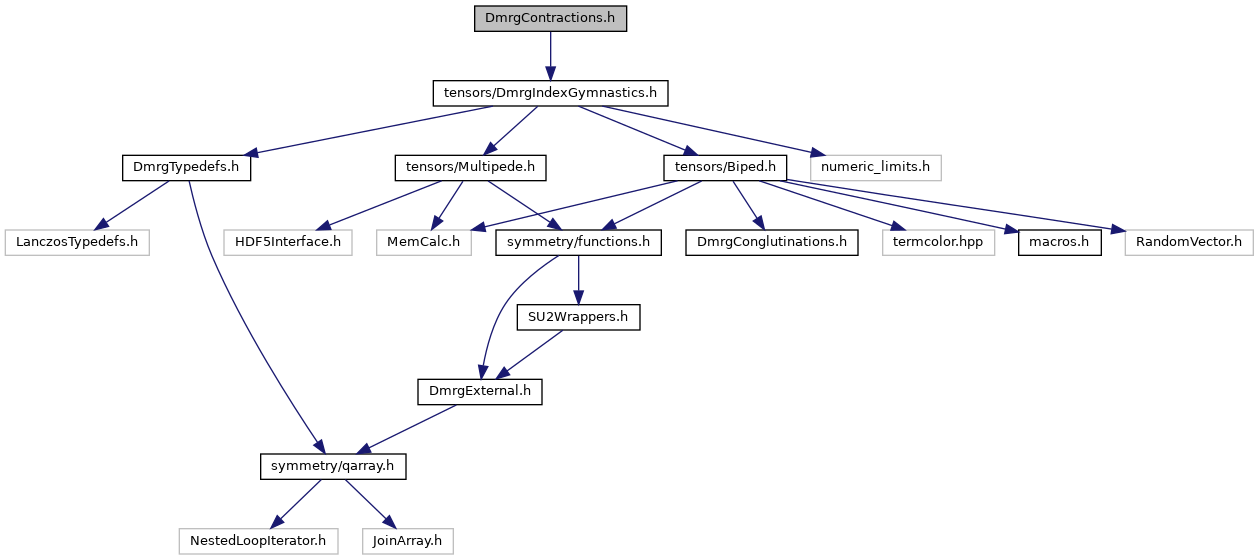 DmrgContractions.h
tensors/DmrgIndexGymnastics.h
DmrgTypedefs.h
tensors/Multipede.h
tensors/Biped.h
numeric_limits.h
LanczosTypedefs.h
HDF5Interface.h
MemCalc.h
symmetry/functions.h
DmrgConglutinations.h
termcolor.hpp
macros.h
RandomVector.h
SU2Wrappers.h
DmrgExternal.h
symmetry/qarray.h
NestedLoopIterator.h
JoinArray.h